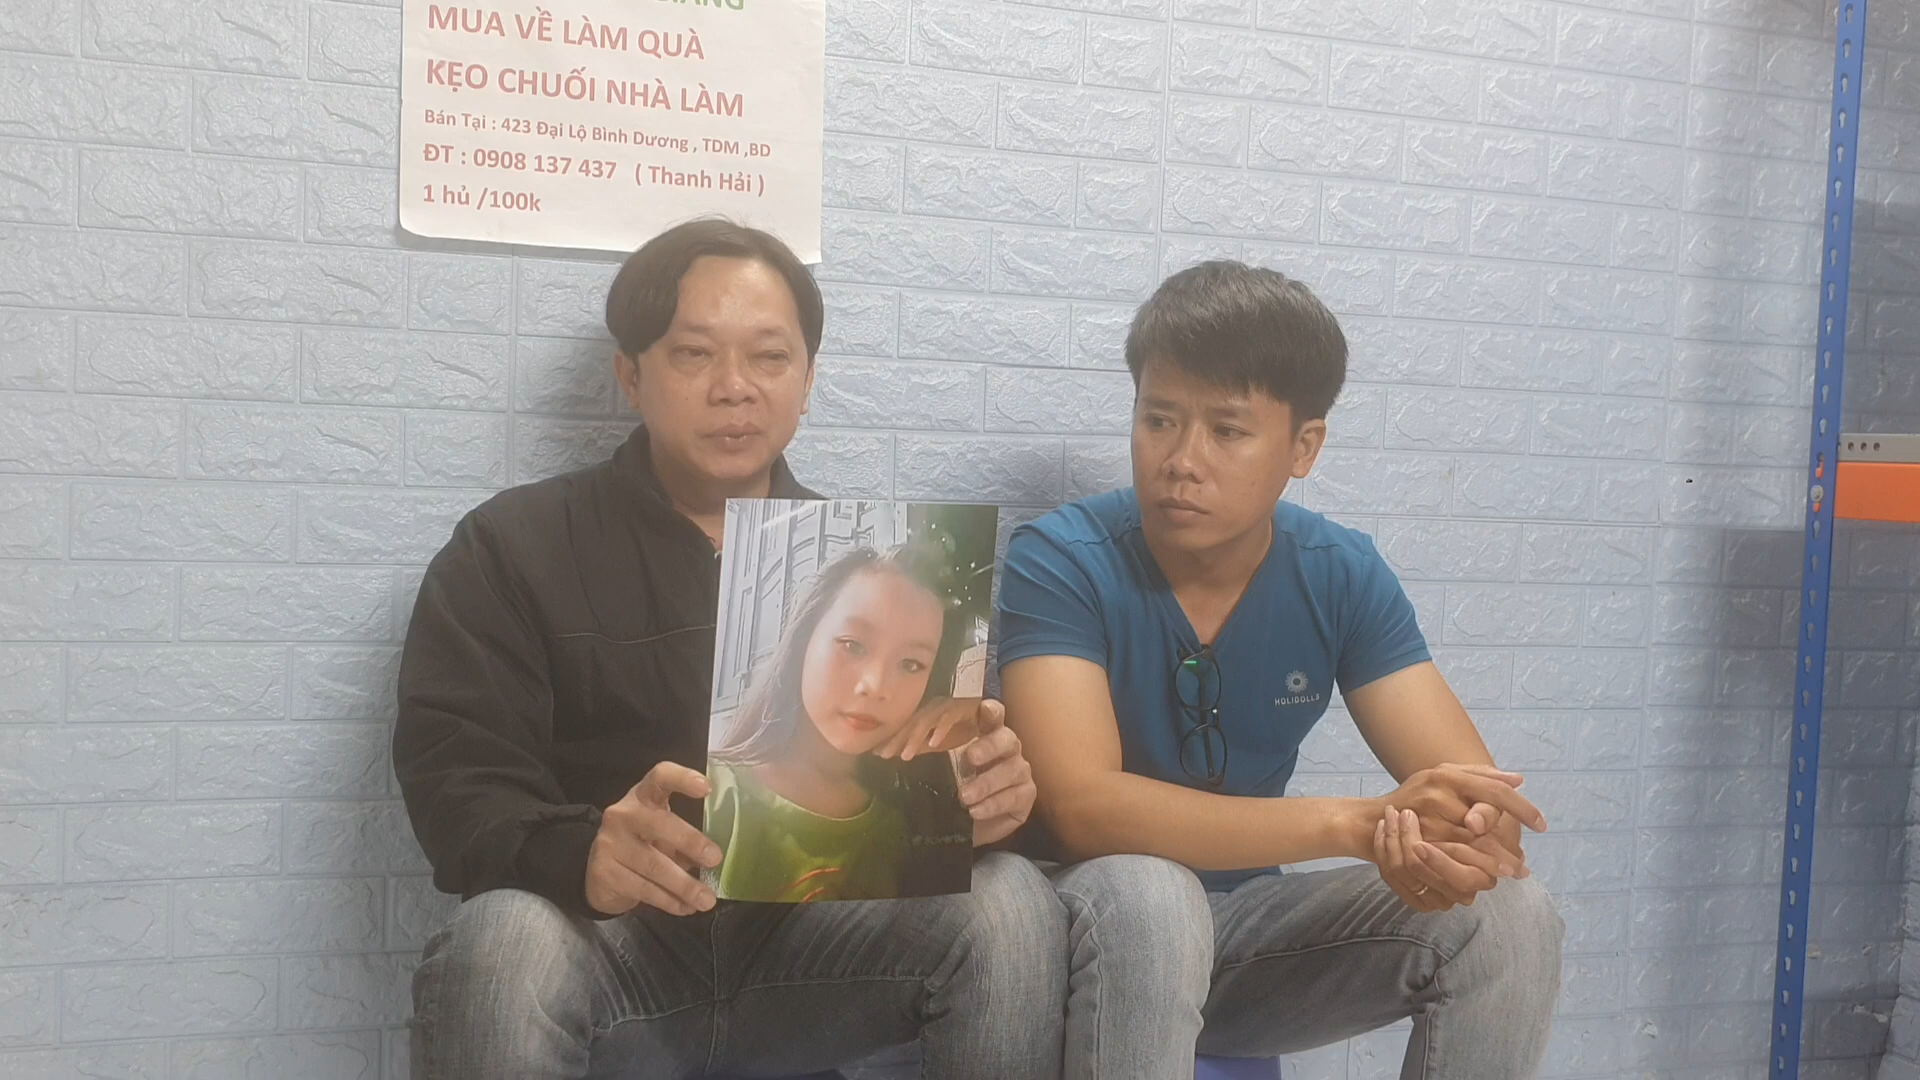 GIANG
MUA VỀ LÀM QUÀ
KẸO CHUỐI NHÀ LÀM
Bán Tại : 423 Đại Lộ Bình Dương , TDM ,BD
ĐT : 0908 137 437 ( Thanh Hải )
1 hủ /100k
HOLIDOLLS